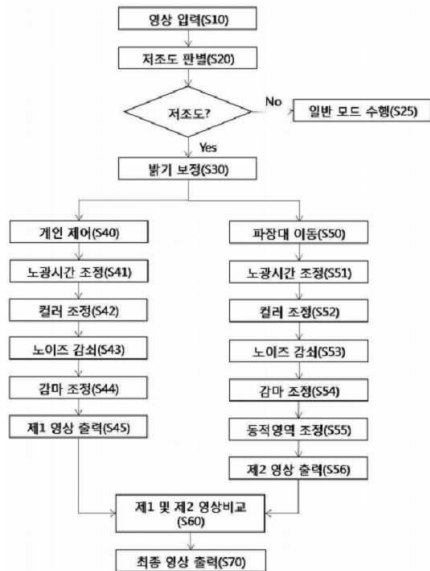 영상 입력(S10)
저조도 판별(S20)
저조도?
No
일반 모드 수행(S25)
Yes
밝기 보정(S30)
게인 제어(S40)
노광시간 조정(S41)
컬러 조정(S42)
노이즈 감쇠(S43)
감마 조정(S44)
제1 영상 출력(S45)
파장대 이동(S50)
노광시간 조정(S51)
컬러 조정(S52)
노이즈 감쇠(S53)
감마 조정(S54)
동적영역 조정(S55)
제2 영상 출력(S56)
제1 및 제2 영상비교
(S60)
최종 영상 출력(S70)